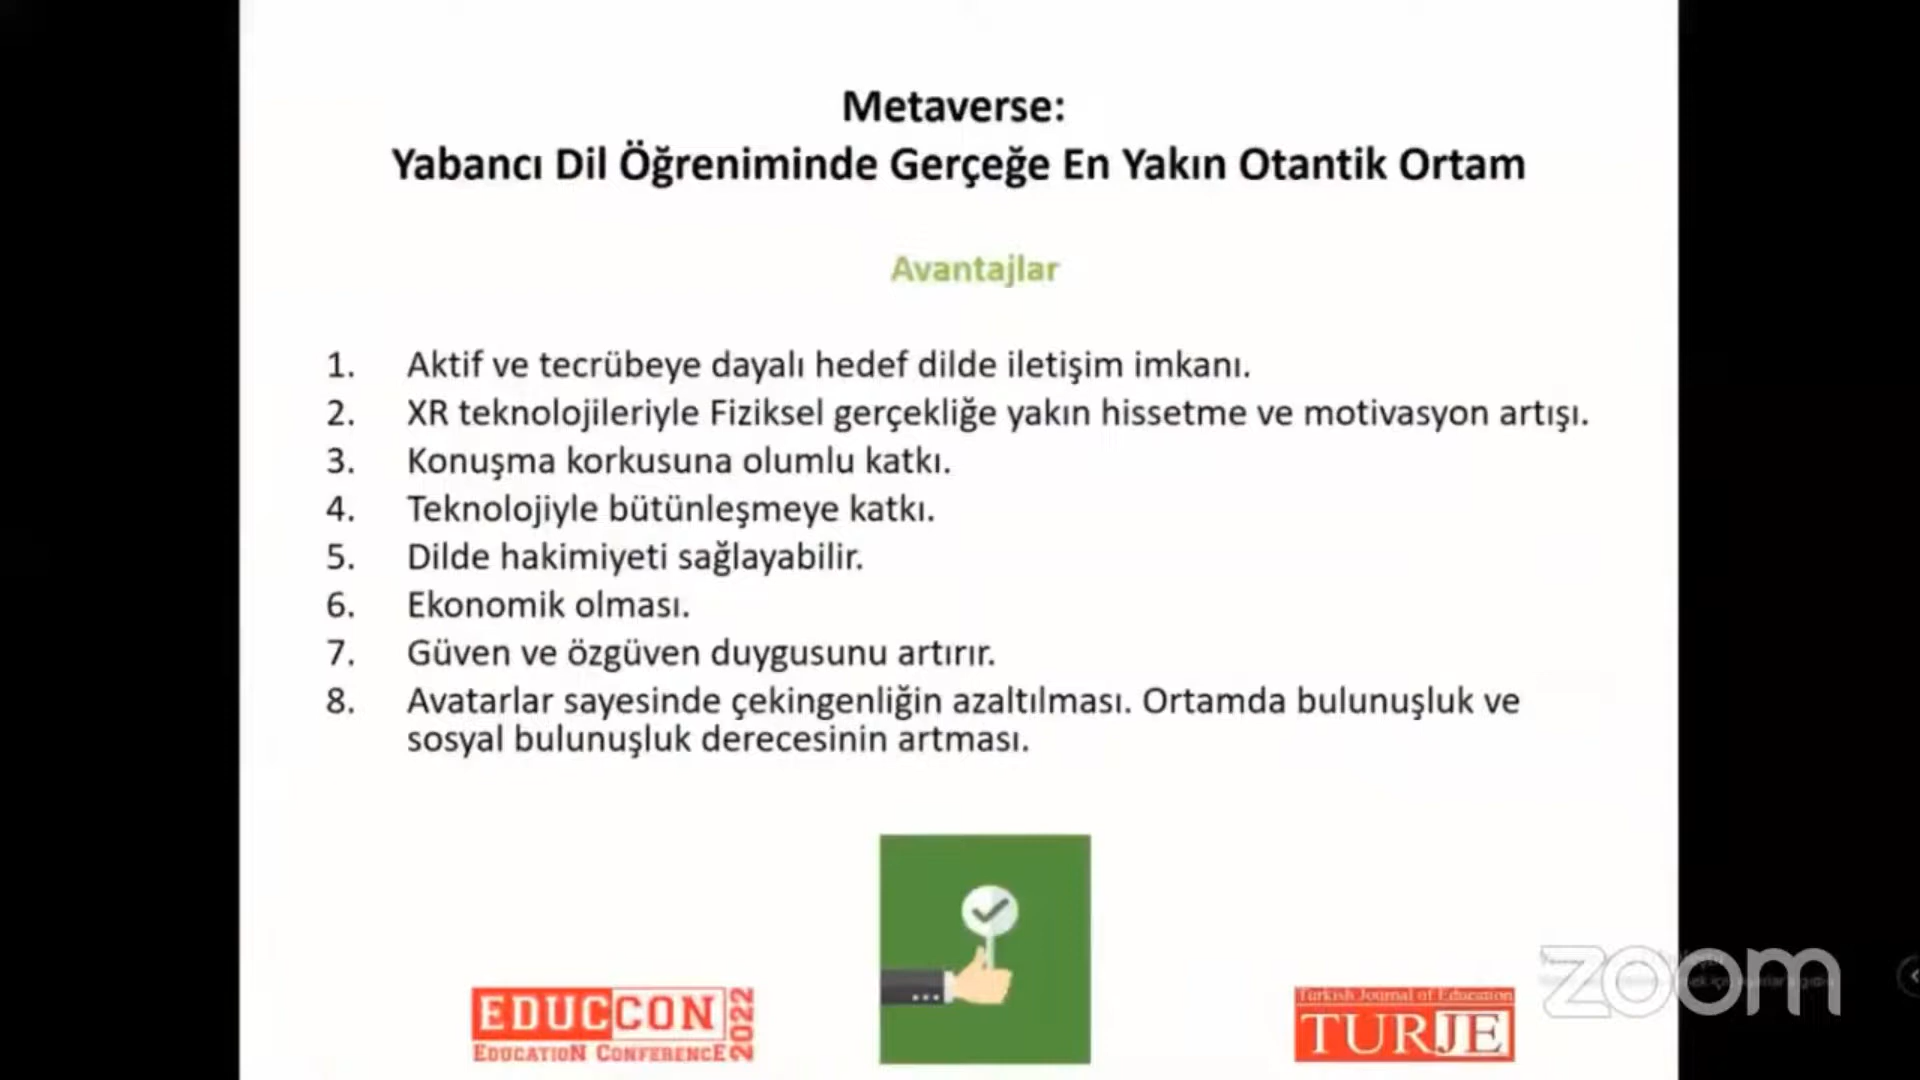 Metaverse:
Yabancı Dil Öğreniminde Gerçeğe En Yakın Otantik Ortam
Avantajlar
1. Aktif ve tecrübeye dayalı hedef dilde iletişim imkanı.
2. XR teknolojileriyle Fiziksel gerçekliğe yakın hissetme ve motivasyon artışı.
3. Konuşma korkusuna olumlu katkı.
4. Teknolojiyle bütünleşmeye katkı.
5. Dilde hakimiyeti sağlayabilir.
6. Ekonomik olması.
7. Güven ve özgüven duygusunu artırır.
8. Avatarlar sayesinde çekingenliğin azaltılması. Ortamda bulunuşluk ve
sosyal bulunuşluk derecesinin artması.
EDUCCON 2022
EDUCATION CONFERENCE
Turkish Journal of Education
TURJE
zoom